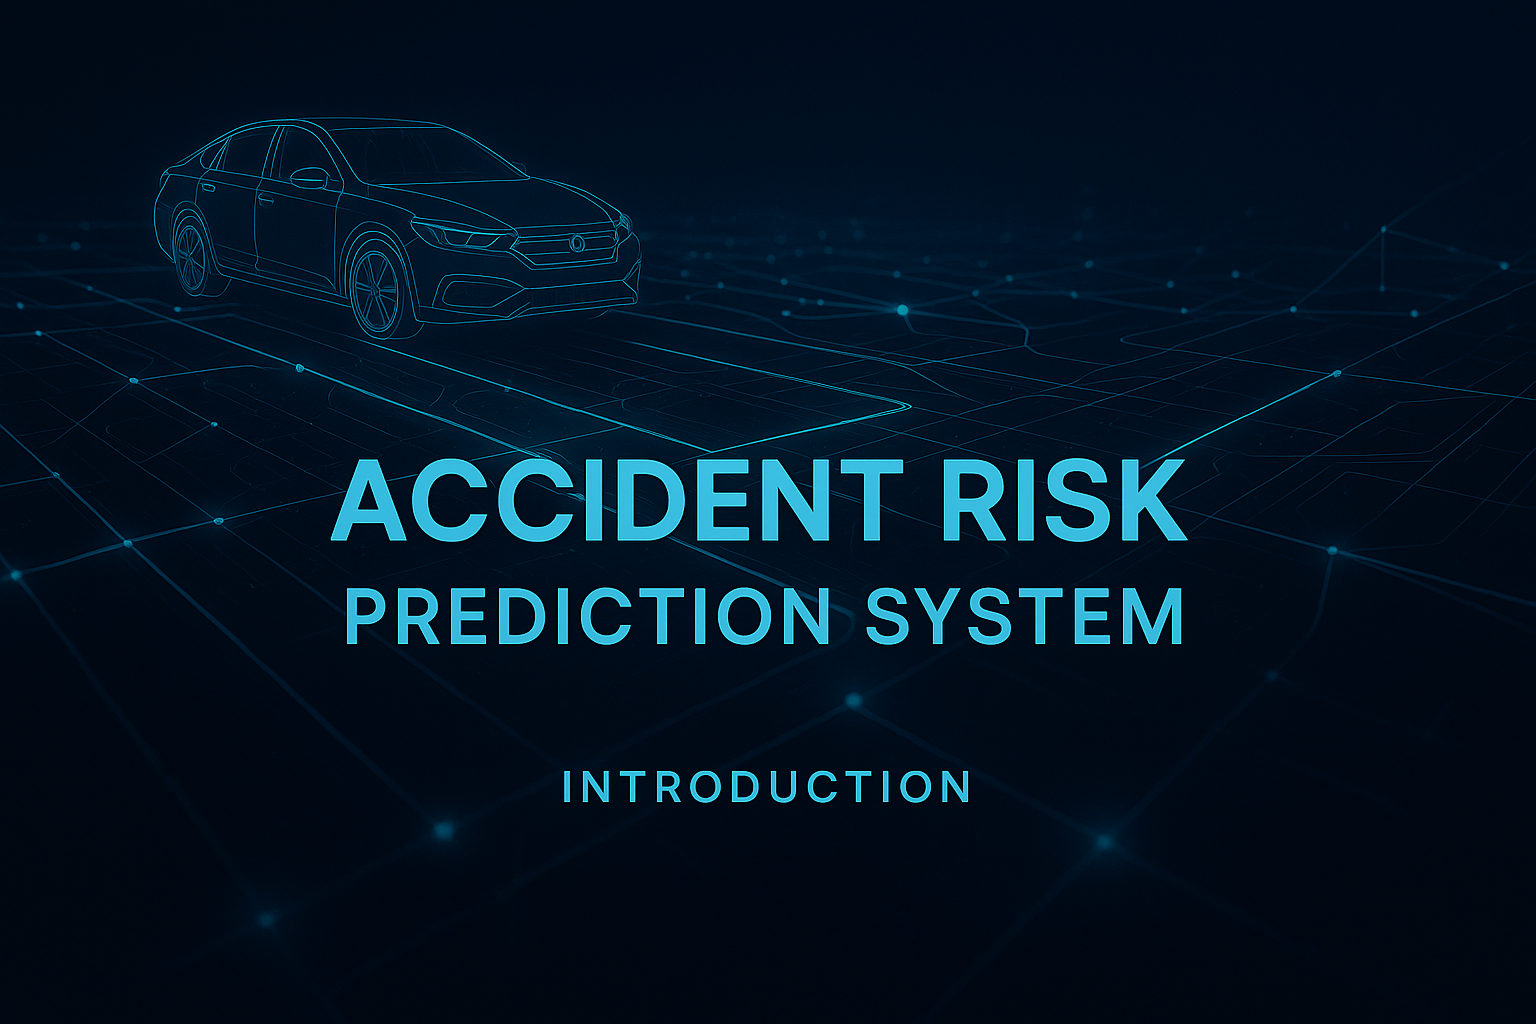 ACCIDENT RISK
PREDICTION SYSTEM
INTRODUCTION